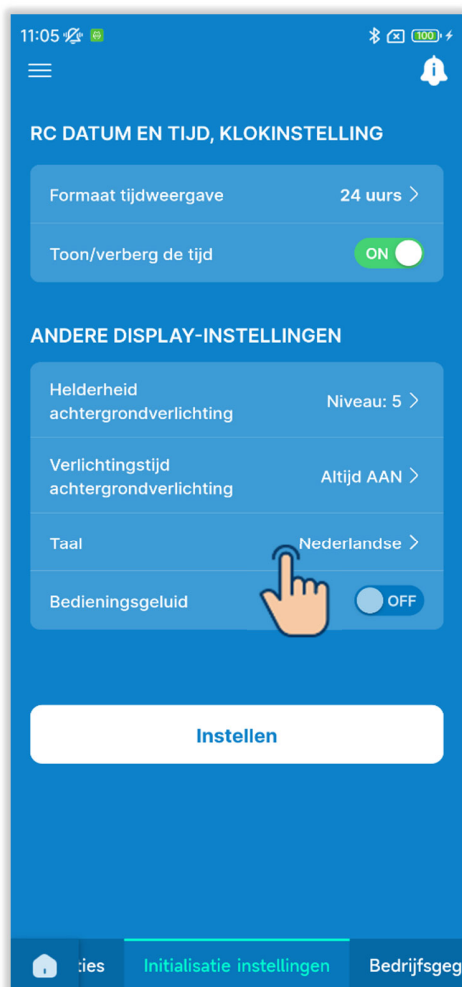 11:05
100
RC DATUM EN TIJD, KLOKINSTELLING
Formaat tijdweergave 24 uurs
Toon/verberg de tijd ON
ANDERE DISPLAY-INSTELLINGEN
Helderheid
achtergrondverlichting Niveau: 5
Verlichtingstijd
achtergrondverlichting Altijd AAN
Taal Nederlandse
Bedieningsgeluid OFF
Instellen
ties Initialisatie instellingen Bedrijfsgeg